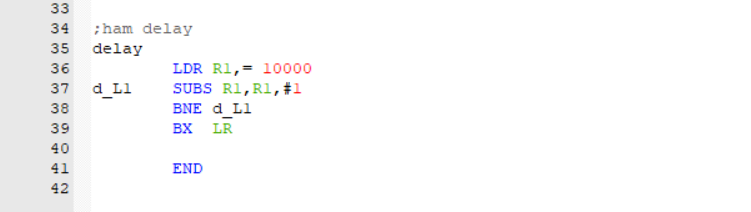 33
34 ;ham delay
35 delay
36 LDR R1,= 10000
37 d_L1 SUBS R1,R1,#1
38 BNE d_L1
39 BX LR
40
41 END
42